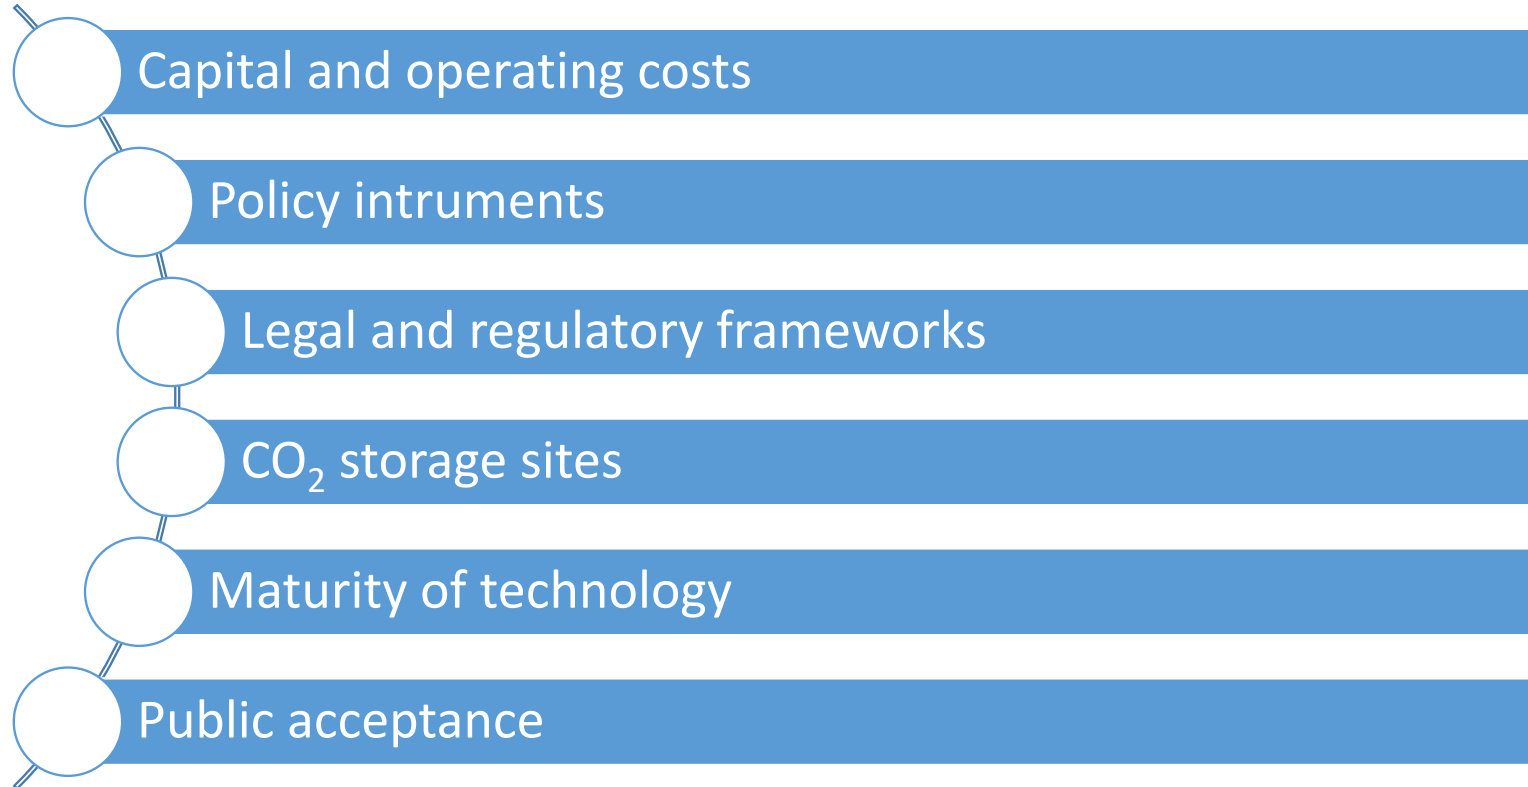 Capital and operating costs
Policy intruments
Legal and regulatory frameworks
CO₂ storage sites
Maturity of technology
Public acceptance